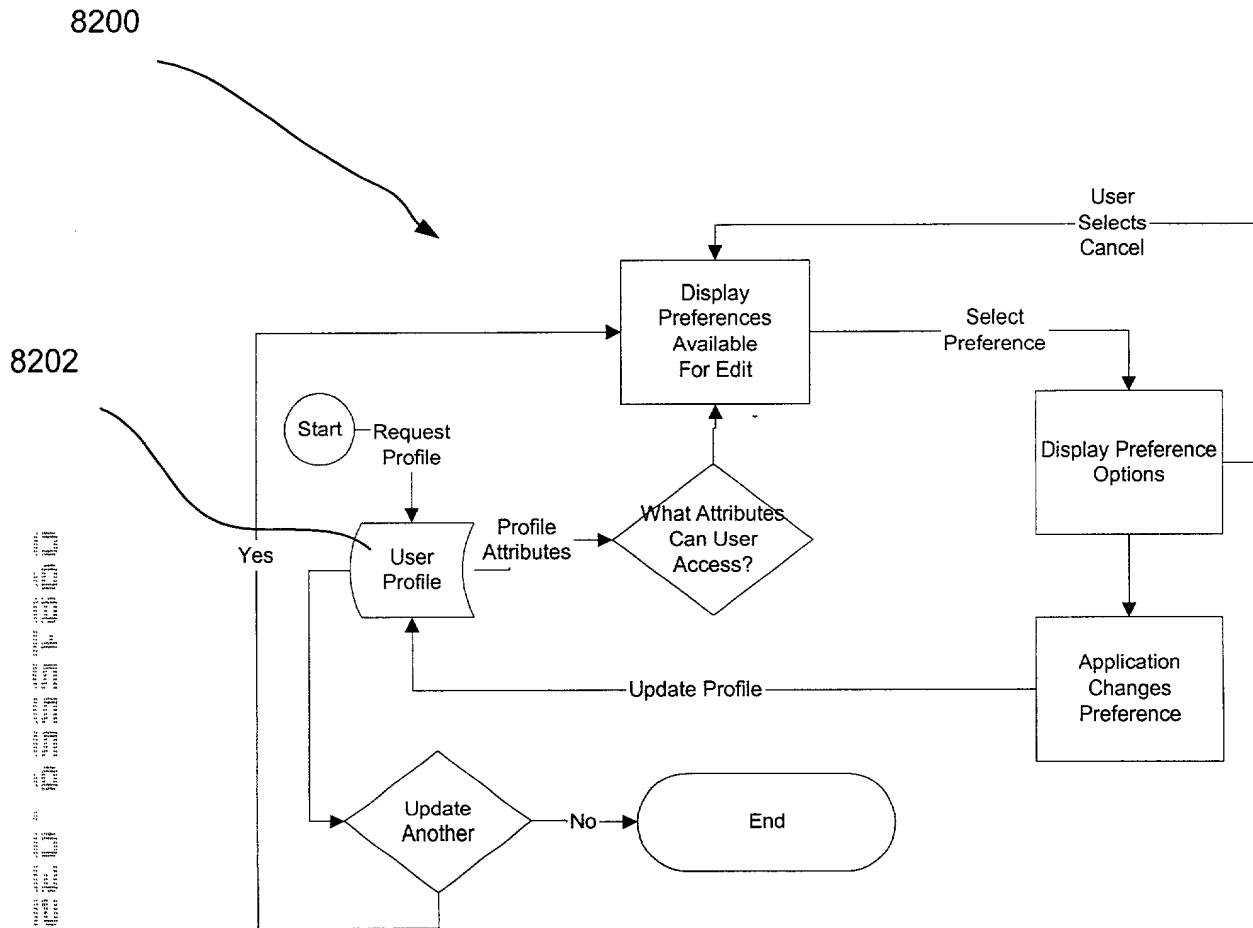 8200
User
Selects
Cancel
Display
Preferences
Available
For Edit
Select
Preference
8202
Start
Request
Profile
Display Preference
Options
What Attributes
Can User
Access?
Profile
Attributes
User
Profile
Yes
Application
Changes
Preference
Update Profile
Update
Another
No
End